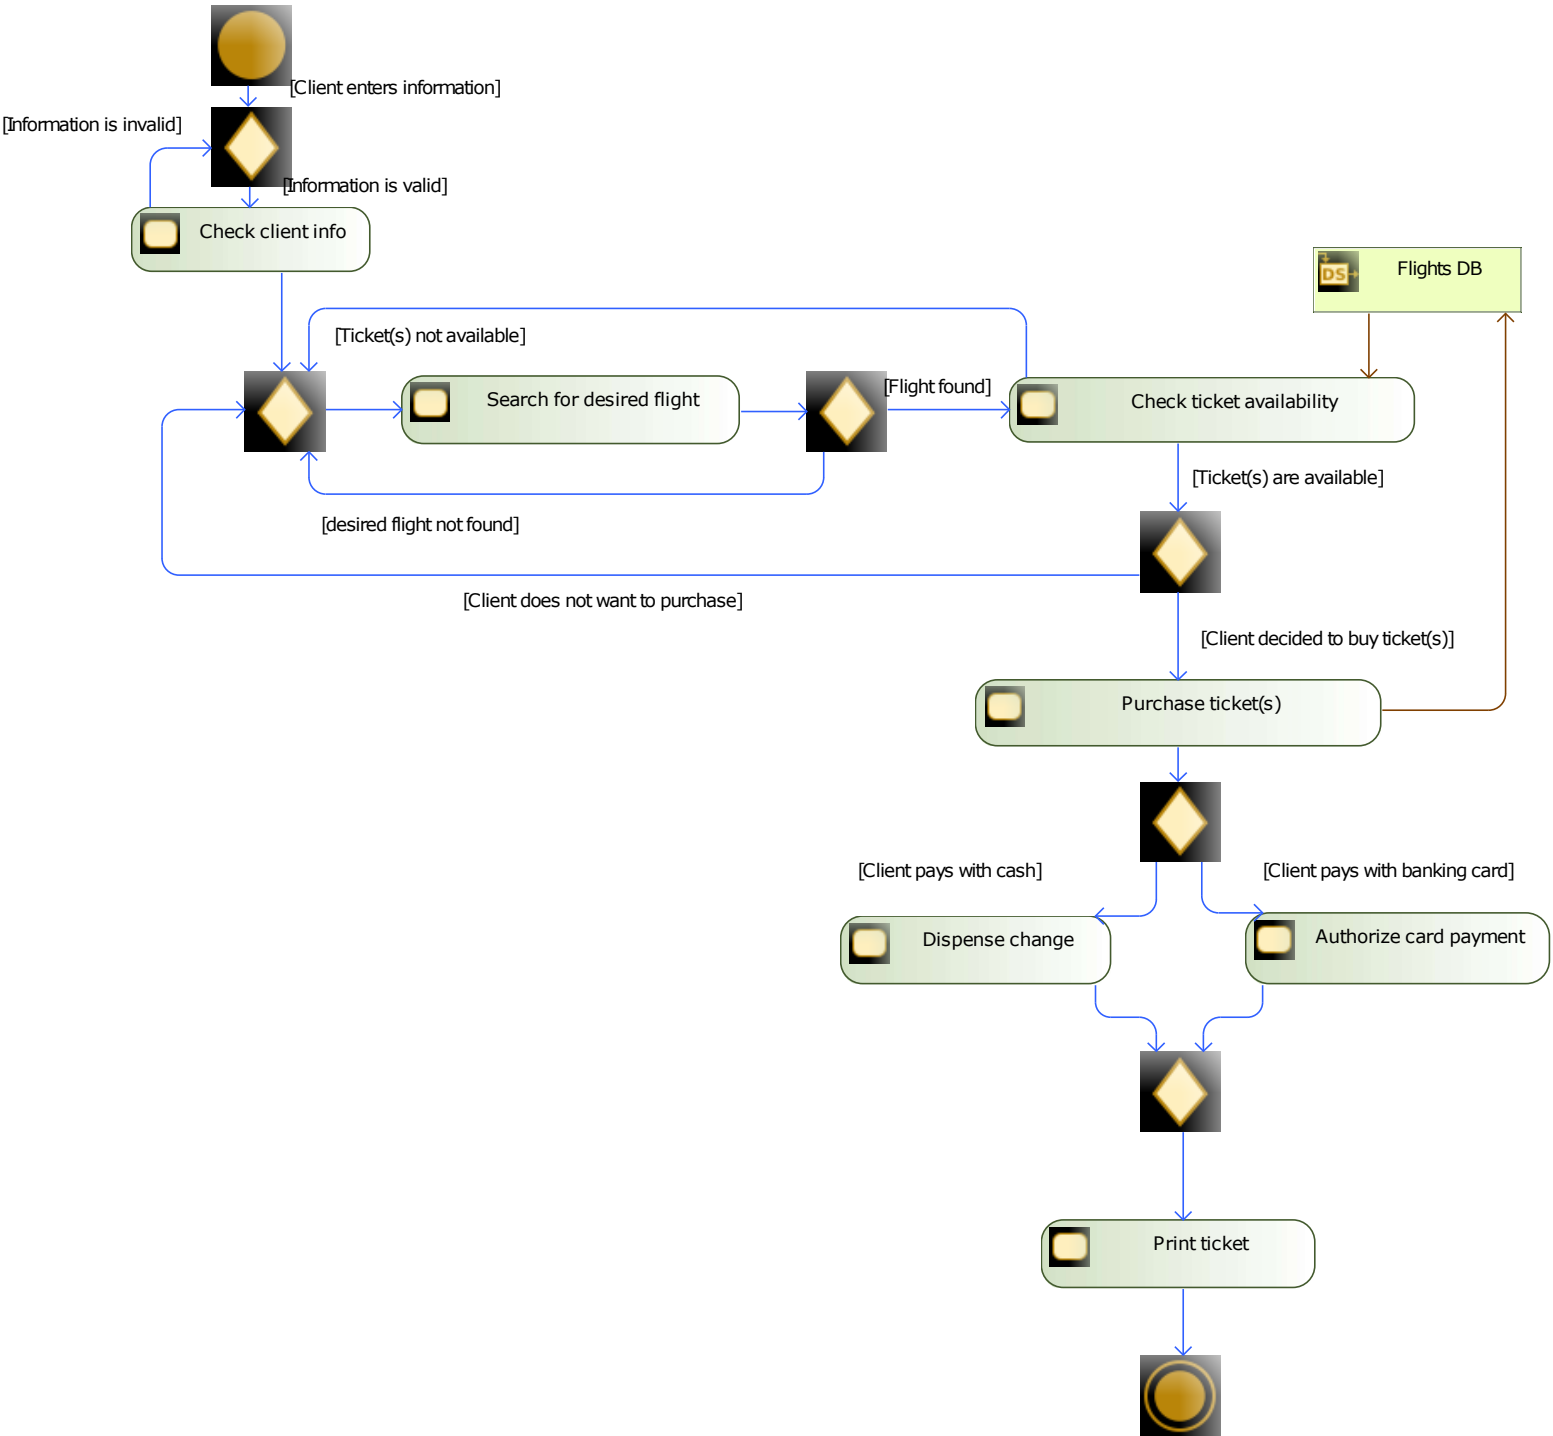 [Client enters information]
[Information is invalid]
[Information is valid]
Check client info
Flights DB
[Ticket(s) not available]
[Flight found]
Search for desired flight
Check ticket availability
[Ticket(s) are available]
[desired flight not found]
[Client does not want to purchase]
[Client decided to buy ticket(s)]
Purchase ticket(s)
[Client pays with cash]
[Client pays with banking card]
Dispense change
Authorize card payment
Print ticket
DS